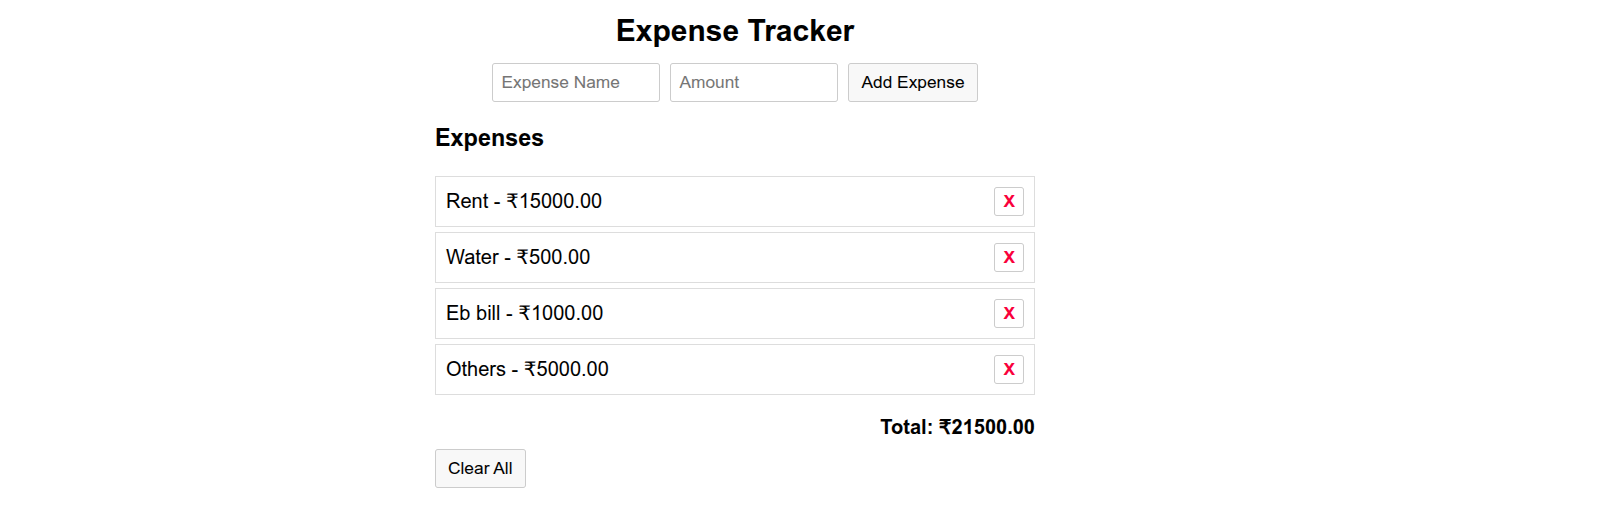 Expense Tracker
Expense Name Amount Add Expense
Expenses
Rent - ₹15000.00 X
Water - ₹500.00 X
Eb bill - ₹1000.00 X
Others - ₹5000.00 X
Total: ₹21500.00
Clear All